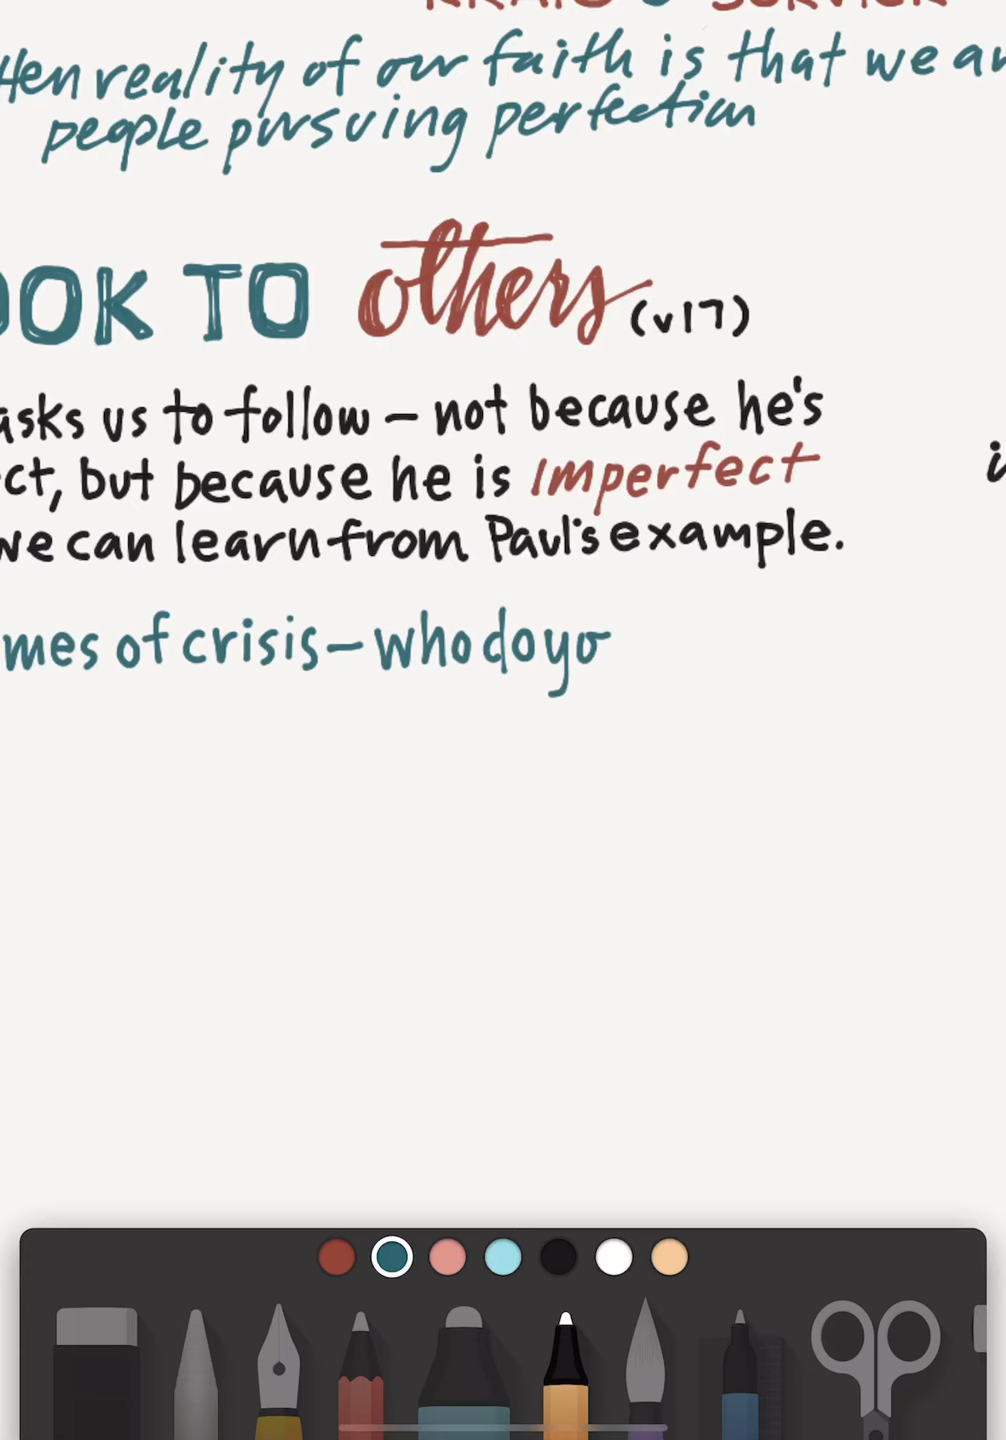 Hen reality of our faith is that we an
people pursuing perfection
OOK TO others (v17)
asks us to follow – not because he's
ct, but because he is Imperfect
we can learn from Paul's example.
mes of crisis – who do yo